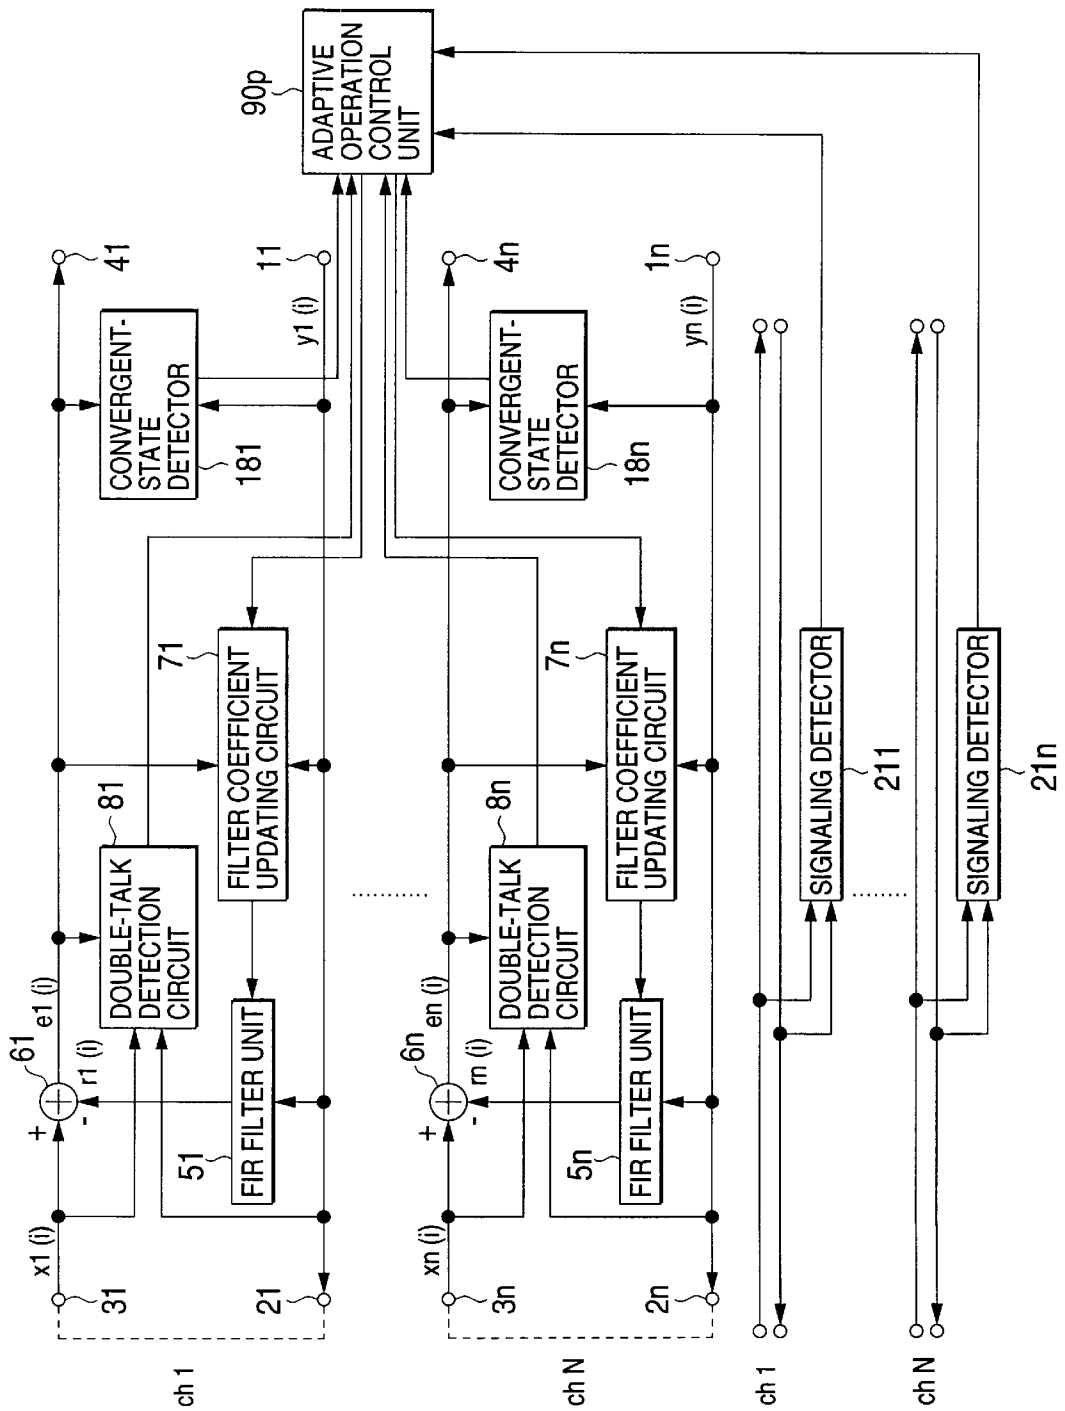 90p
ADAPTIVE
OPERATION
CONTROL
UNIT
41
11
y1 (i)
CONVERGENT-
STATE
DETECTOR
181
71
FILTER COEFFICIENT
UPDATING CIRCUIT
81
DOUBLE-TALK
DETECTION
CIRCUIT
e1 (i)
61
r1 (i)
+
-
51
FIR FILTER UNIT
x1 (i)
31
21
ch 1
4n
1n
yn (i)
CONVERGENT-
STATE
DETECTOR
18n
7n
FILTER COEFFICIENT
UPDATING CIRCUIT
8n
DOUBLE-TALK
DETECTION
CIRCUIT
en (i)
6n
rn (i)
+
-
5n
FIR FILTER UNIT
xn (i)
3n
2n
ch N
SIGNALING DETECTOR
211
ch 1
SIGNALING DETECTOR
21n
ch N